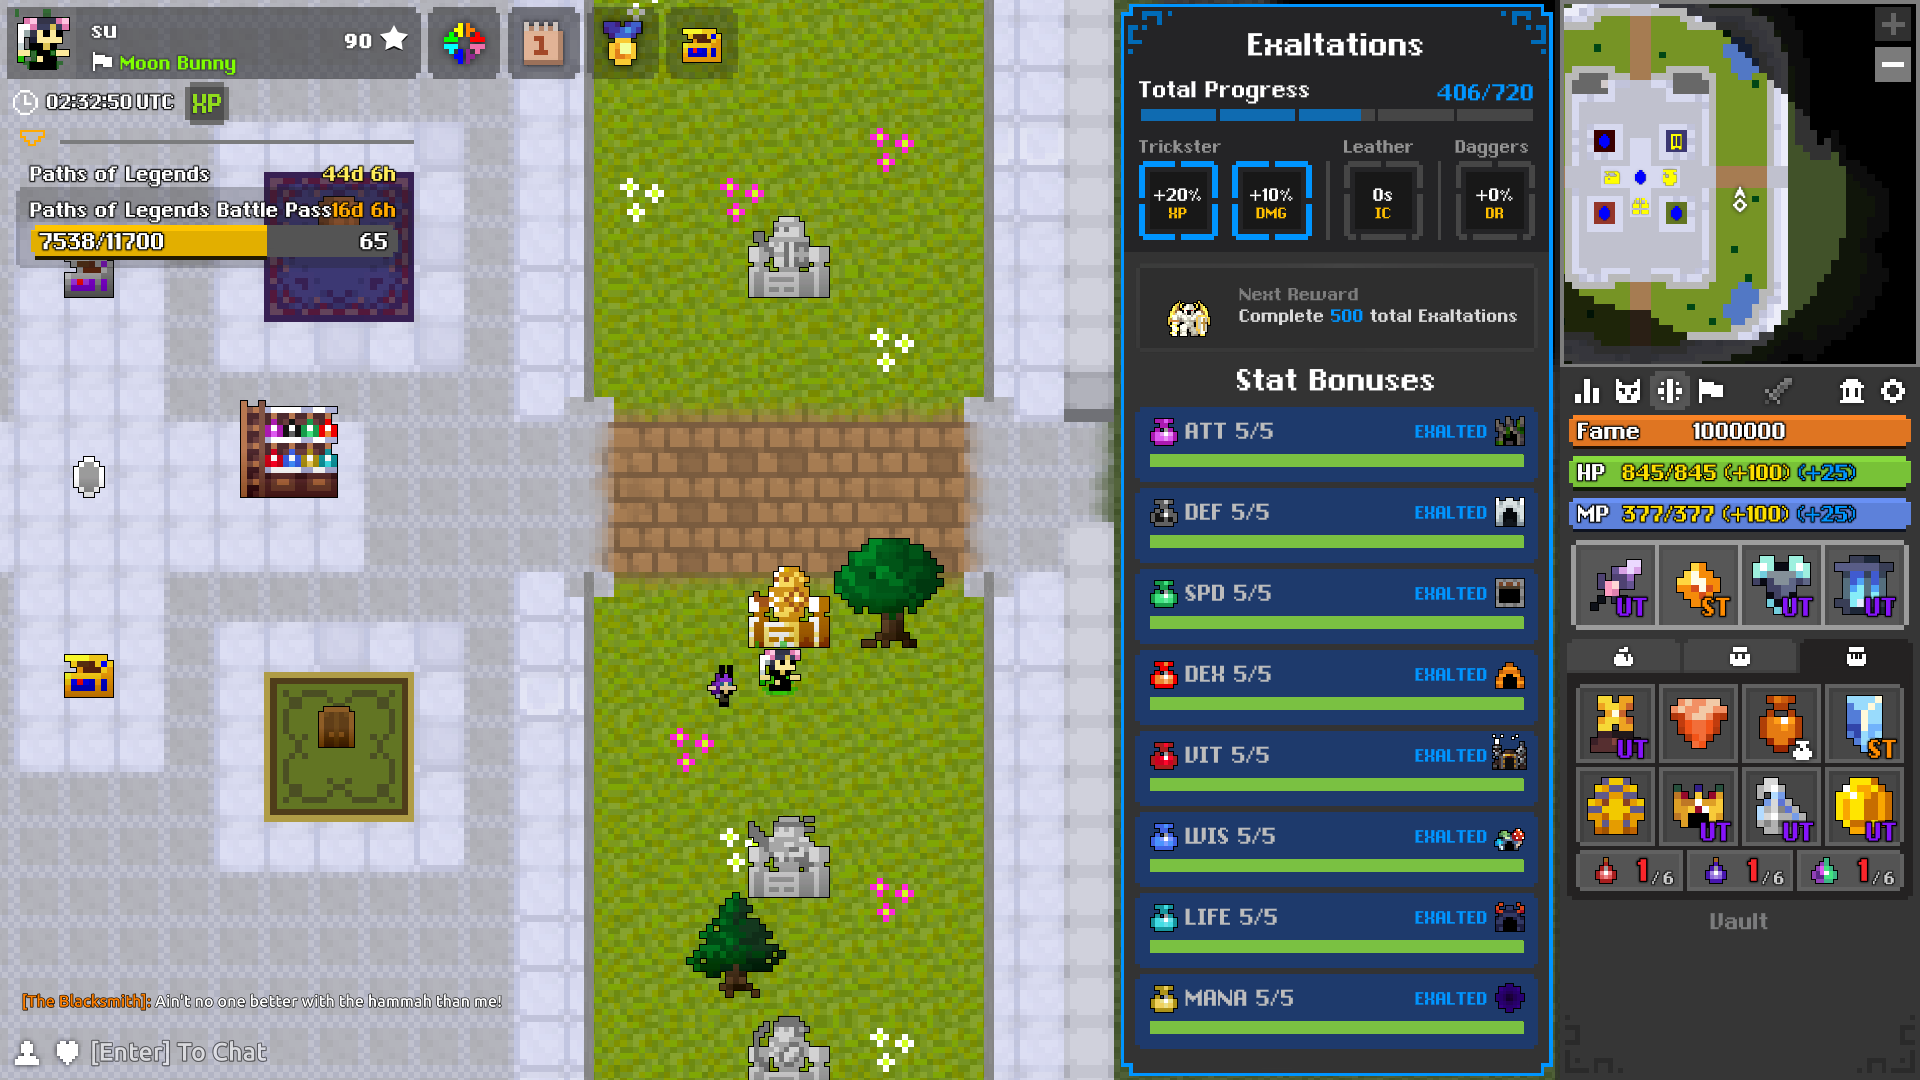 su
90
Moon Bunny
1
02:32:50 UTC
XP
Paths of Legends
44d 6h
Paths of Legends Battle Pass
16d 6h
7538/11700
65
[The Blacksmith]: Ain't no one better with the hammah than me!
[Enter] To Chat
Exaltations
Total Progress
406/720
Trickster
Leather
Daggers
+20%
XP
+10%
DMG
0s
IC
+0%
DR
Next Reward
Complete 500 total Exaltations
Stat Bonuses
ATT 5/5
EXALTED
DEF 5/5
EXALTED
SPD 5/5
EXALTED
DEX 5/5
EXALTED
VIT 5/5
EXALTED
WIS 5/5
EXALTED
LIFE 5/5
EXALTED
MANA 5/5
EXALTED
Fame
1000000
HP 845/845 (+100) (+25)
MP 377/377 (+100) (+25)
UT
ST
UT
UT
UT
ST
UT
UT
UT
1/6
1/6
1/6
Vault